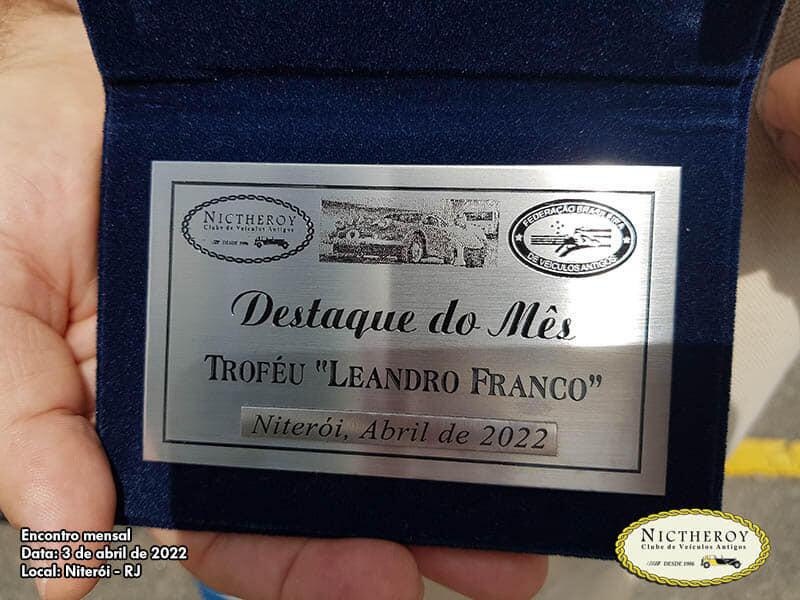 NICTHEROY
Clube de Veículos Antigos
DESDE 1986
FEDERAÇÃO BRASILEIRA
DE VEÍCULOS ANTIGOS
Destaque do Mês
TROFÉU "LEANDRO FRANCO"
Niterói, Abril de 2022
Encontro mensal
Data: 3 de abril de 2022
Local: Niterói - RJ
NICTHEROY
Clube de Veículos Antigos
DESDE 1986